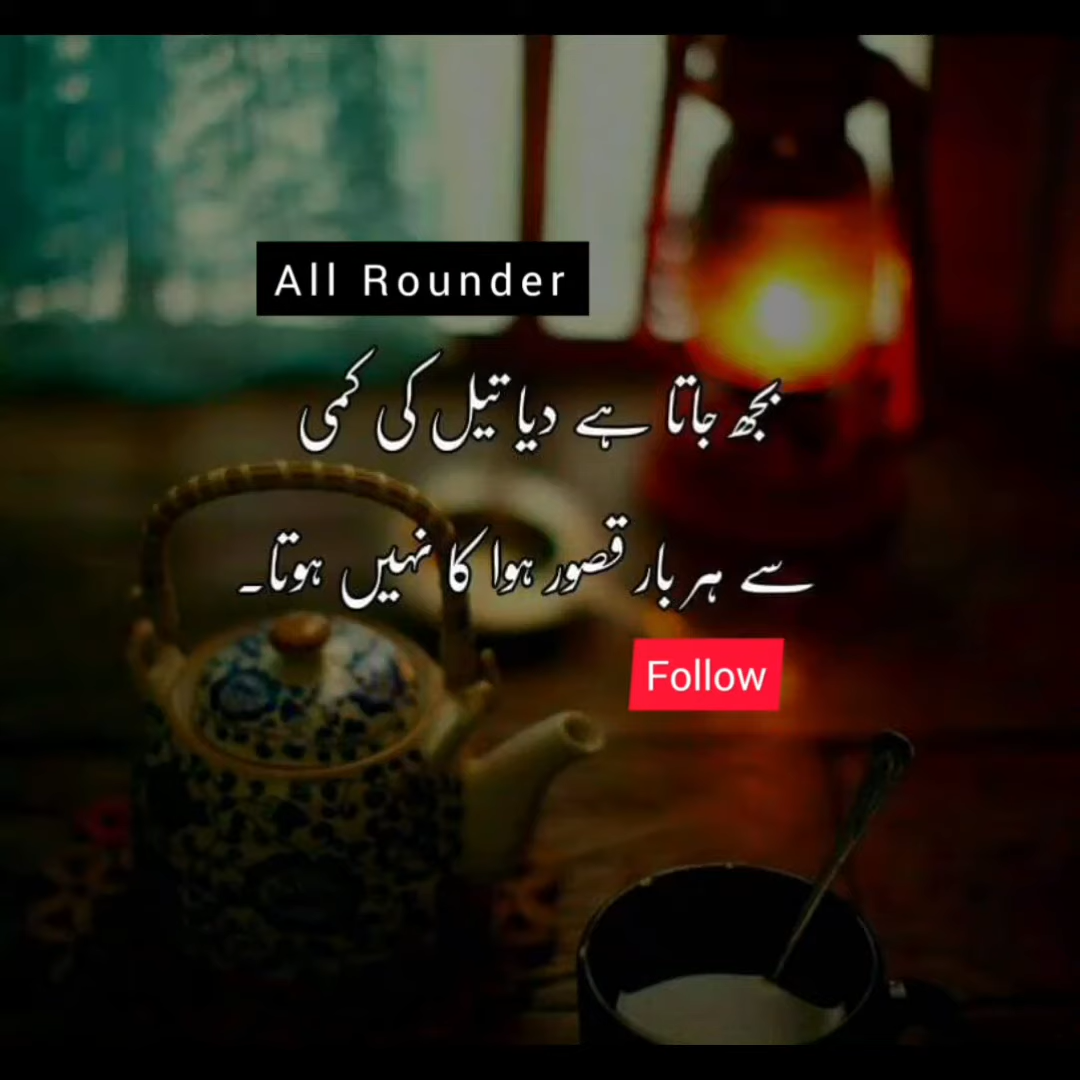 All Rounder
بجھ جاتا ہے دیا تیل کی کمی
سے ہر بار قصور ہوا کا نہیں ہوتا۔
Follow